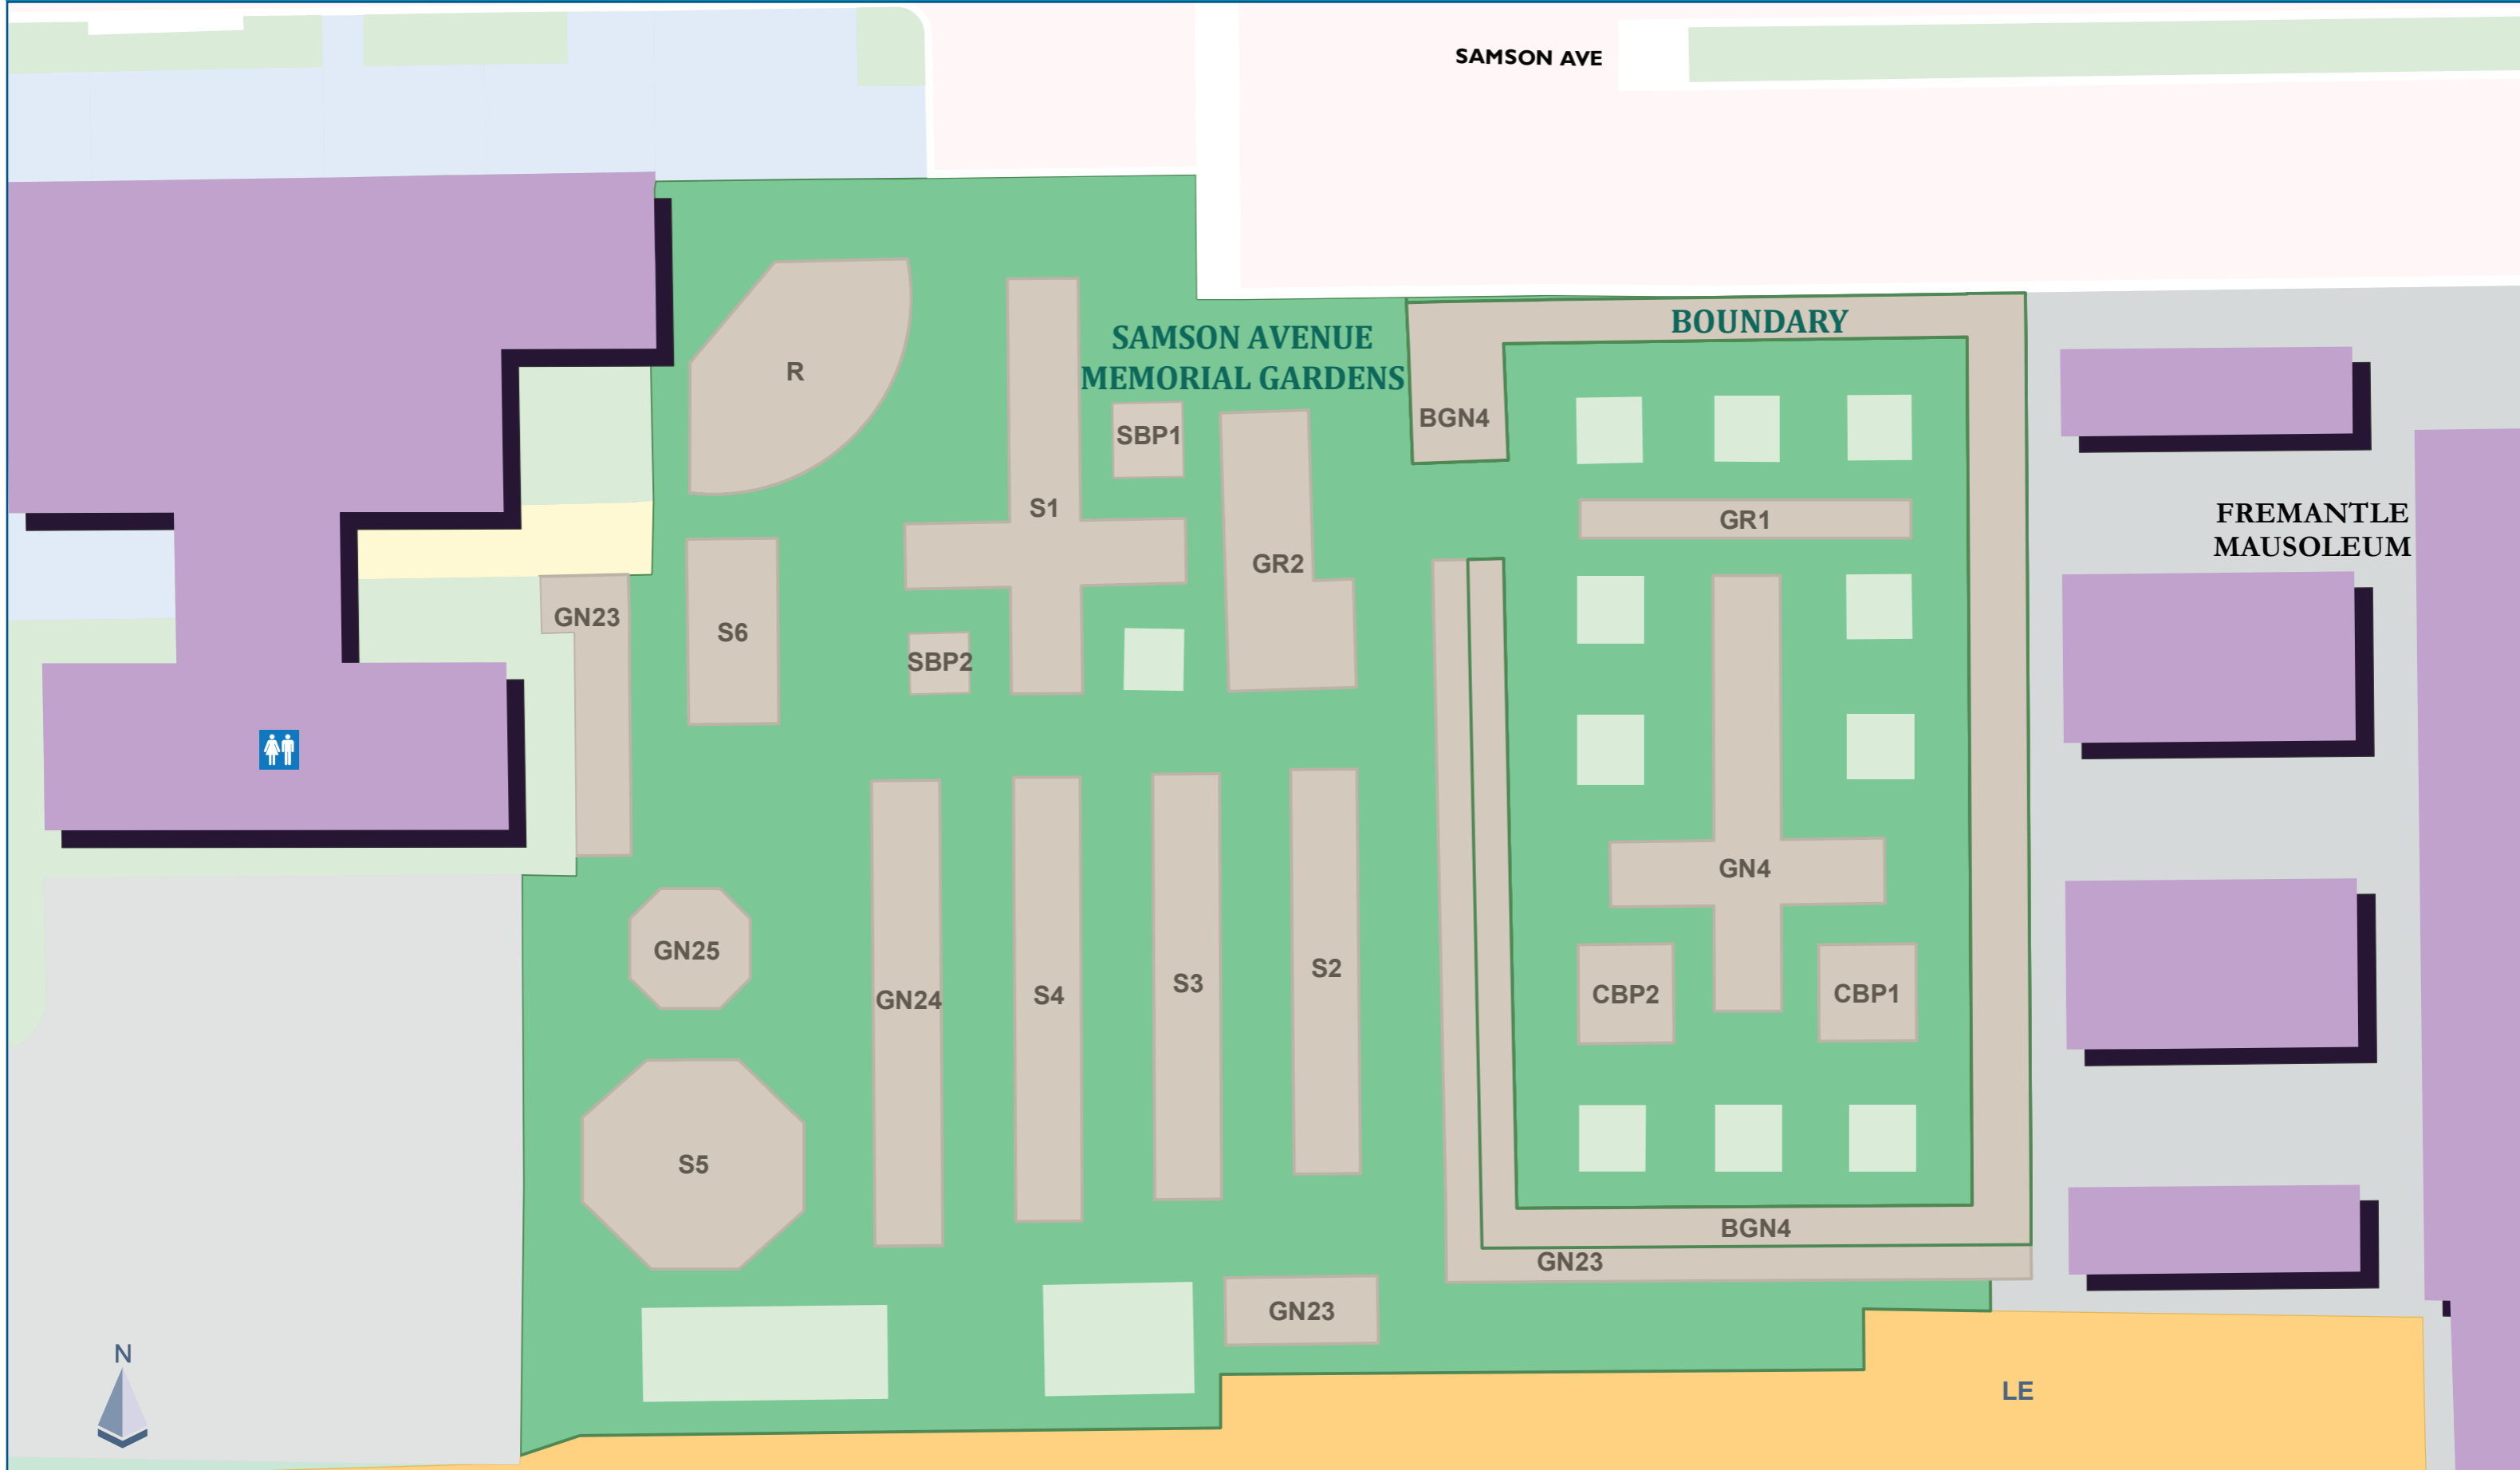 SAMSON AVE
SAMSON AVENUE
MEMORIAL GARDENS
BOUNDARY
R
BGN4
SBP1
S1
GR1
FREMANTLE
MAUSOLEUM
GR2
GN23
S6
SBP2
GN4
GN25
S2
S3
CBP2
CBP1
S4
GN24
S5
BGN4
GN23
GN23
N
LE